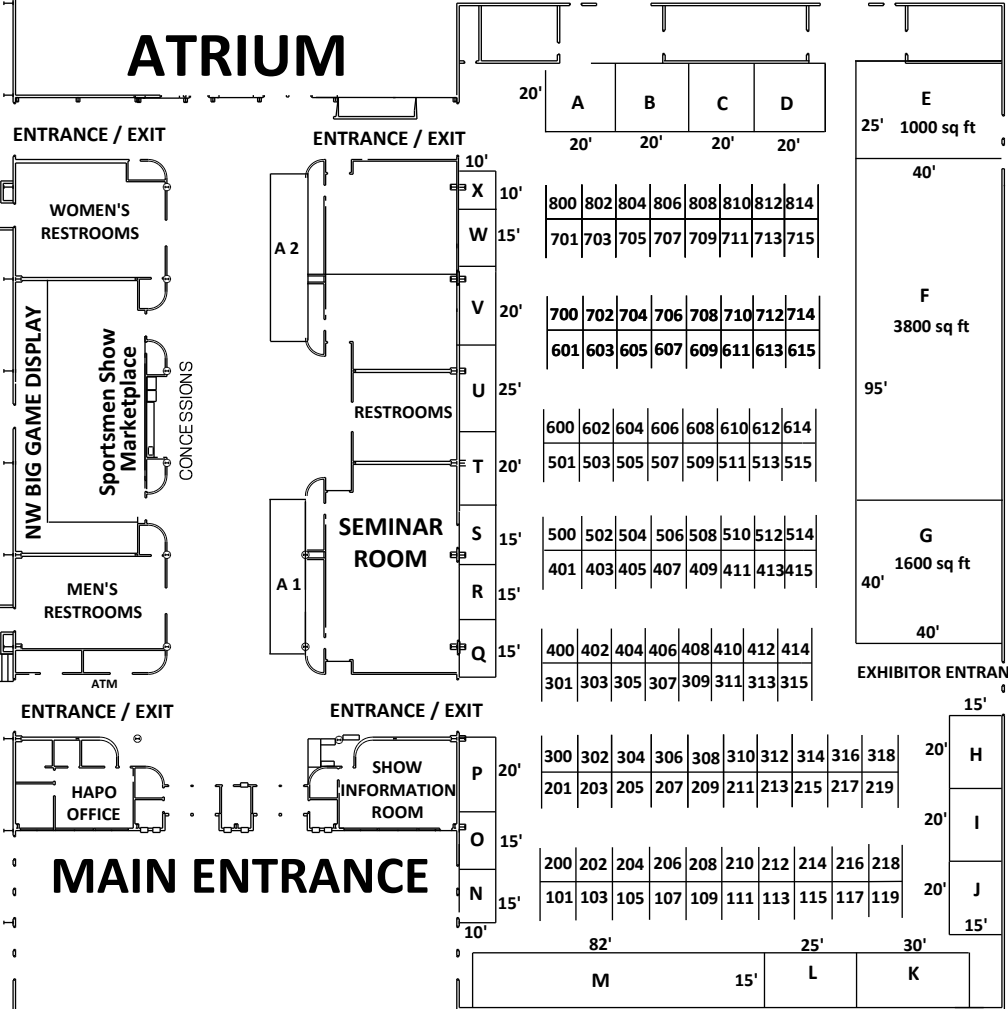 ATRIUM
ENTRANCE / EXIT
ENTRANCE / EXIT
20'
A
B
C
D
20'
20'
20'
20'
E
25'
1000 sq ft
40'
WOMEN'S
RESTROOMS
A 2
10'
X
10'
W
15'
V
20'
U
25'
T
20'
S
15'
R
15'
Q
15'
800 802 804 806 808 810 812 814
701 703 705 707 709 711 713 715
700 702 704 706 708 710 712 714
601 603 605 607 609 611 613 615
600 602 604 606 608 610 612 614
501 503 505 507 509 511 513 515
500 502 504 506 508 510 512 514
401 403 405 407 409 411 413 415
400 402 404 406 408 410 412 414
301 303 305 307 309 311 313 315
F
3800 sq ft
95'
G
1600 sq ft
40'
40'
NW BIG GAME DISPLAY
Sportsmen Show
Marketplace
CONCESSIONS
RESTROOMS
SEMINAR
ROOM
A 1
MEN'S
RESTROOMS
ATM
EXHIBITOR ENTRAN
ENTRANCE / EXIT
ENTRANCE / EXIT
HAPO
OFFICE
SHOW
INFORMATION
ROOM
P
20'
O
15'
N
15'
10'
300 302 304 306 308 310 312 314 316 318
201 203 205 207 209 211 213 215 217 219
200 202 204 206 208 210 212 214 216 218
101 103 105 107 109 111 113 115 117 119
15'
20'
H
20'
I
20'
J
15'
MAIN ENTRANCE
82'
25'
30'
M
15'
L
K